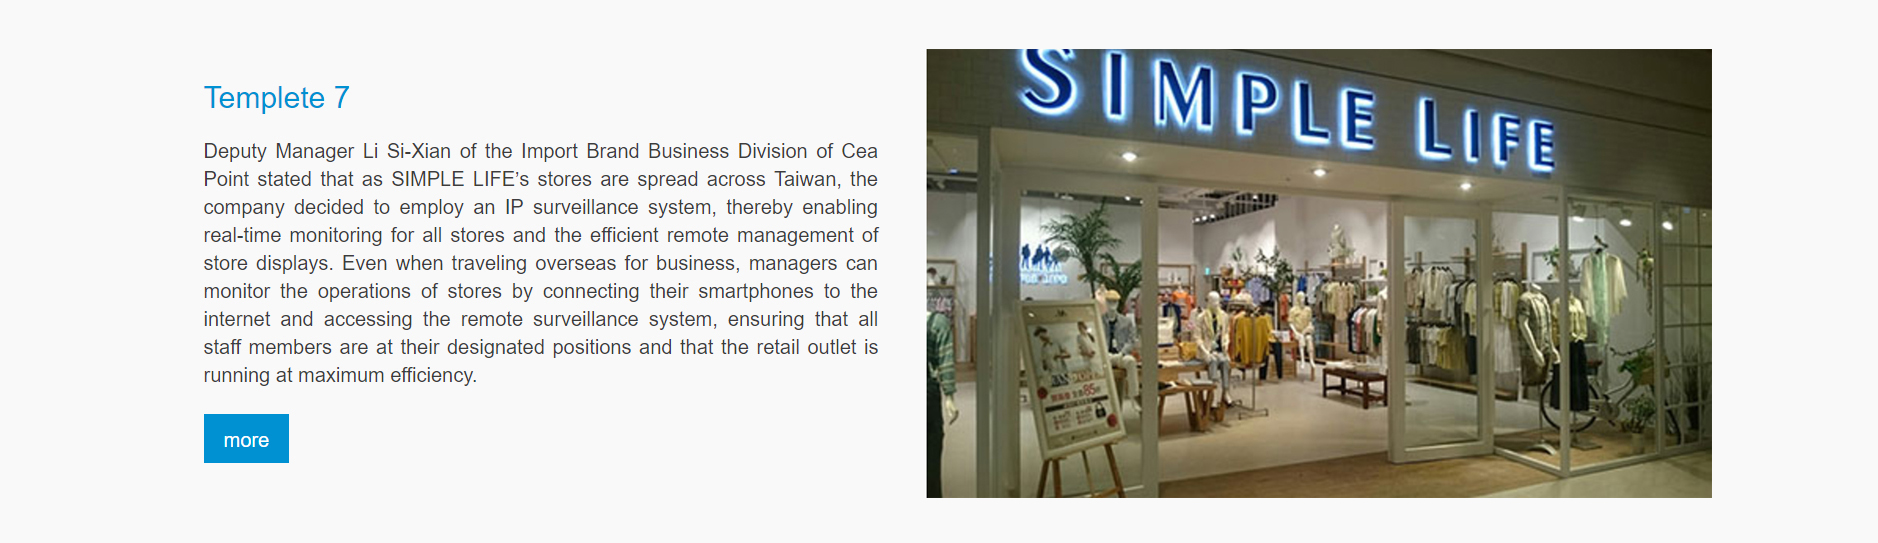 Templete 7
Deputy Manager Li Si-Xian of the Import Brand Business Division of Cea
Point stated that as SIMPLE LIFE’s stores are spread across Taiwan, the
company decided to employ an IP surveillance system, thereby enabling
real-time monitoring for all stores and the efficient remote management of
store displays. Even when traveling overseas for business, managers can
monitor the operations of stores by connecting their smartphones to the
internet and accessing the remote surveillance system, ensuring that all
staff members are at their designated positions and that the retail outlet is
running at maximum efficiency.
more
SIMPLE LIFE
85